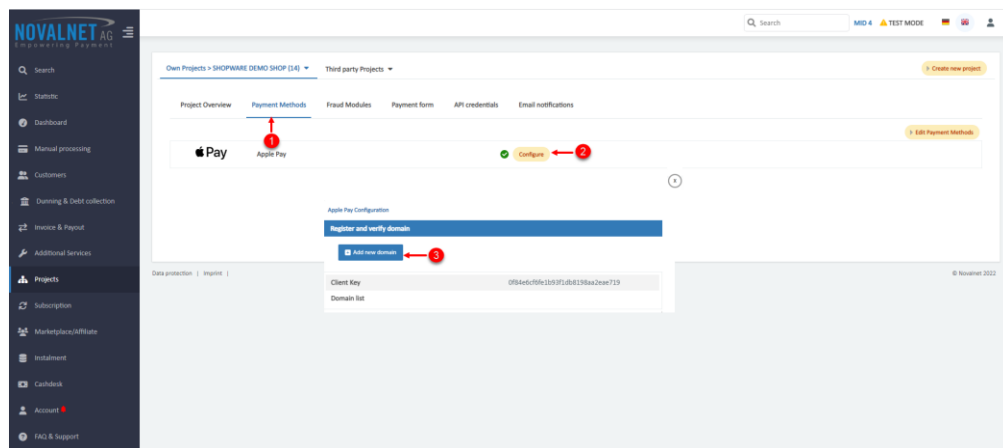 NOVALNET AG
Empowering Payment
Search
MID 4
TEST MODE
Search
Statistic
Dashboard
Manual processing
Customers
Dunning & Debt collection
Invoice & Payout
Additional Services
Projects
Subscription
Marketplace/Affiliate
Instalment
Cashdesk
Account
FAQ & Support
Own Projects > SHOPWARE DEMO SHOP (14)
Third party Projects
Create new project
Project Overview
Payment Methods
Fraud Modules
Payment form
API credentials
Email notifications
1
Edit Payment Methods
Pay
Apple Pay
Configure
2
x
Apple Pay Configuration
Register and verify domain
Add new domain
3
Client Key
Domain list
Data protection | Imprint |
© Novalnet 2022